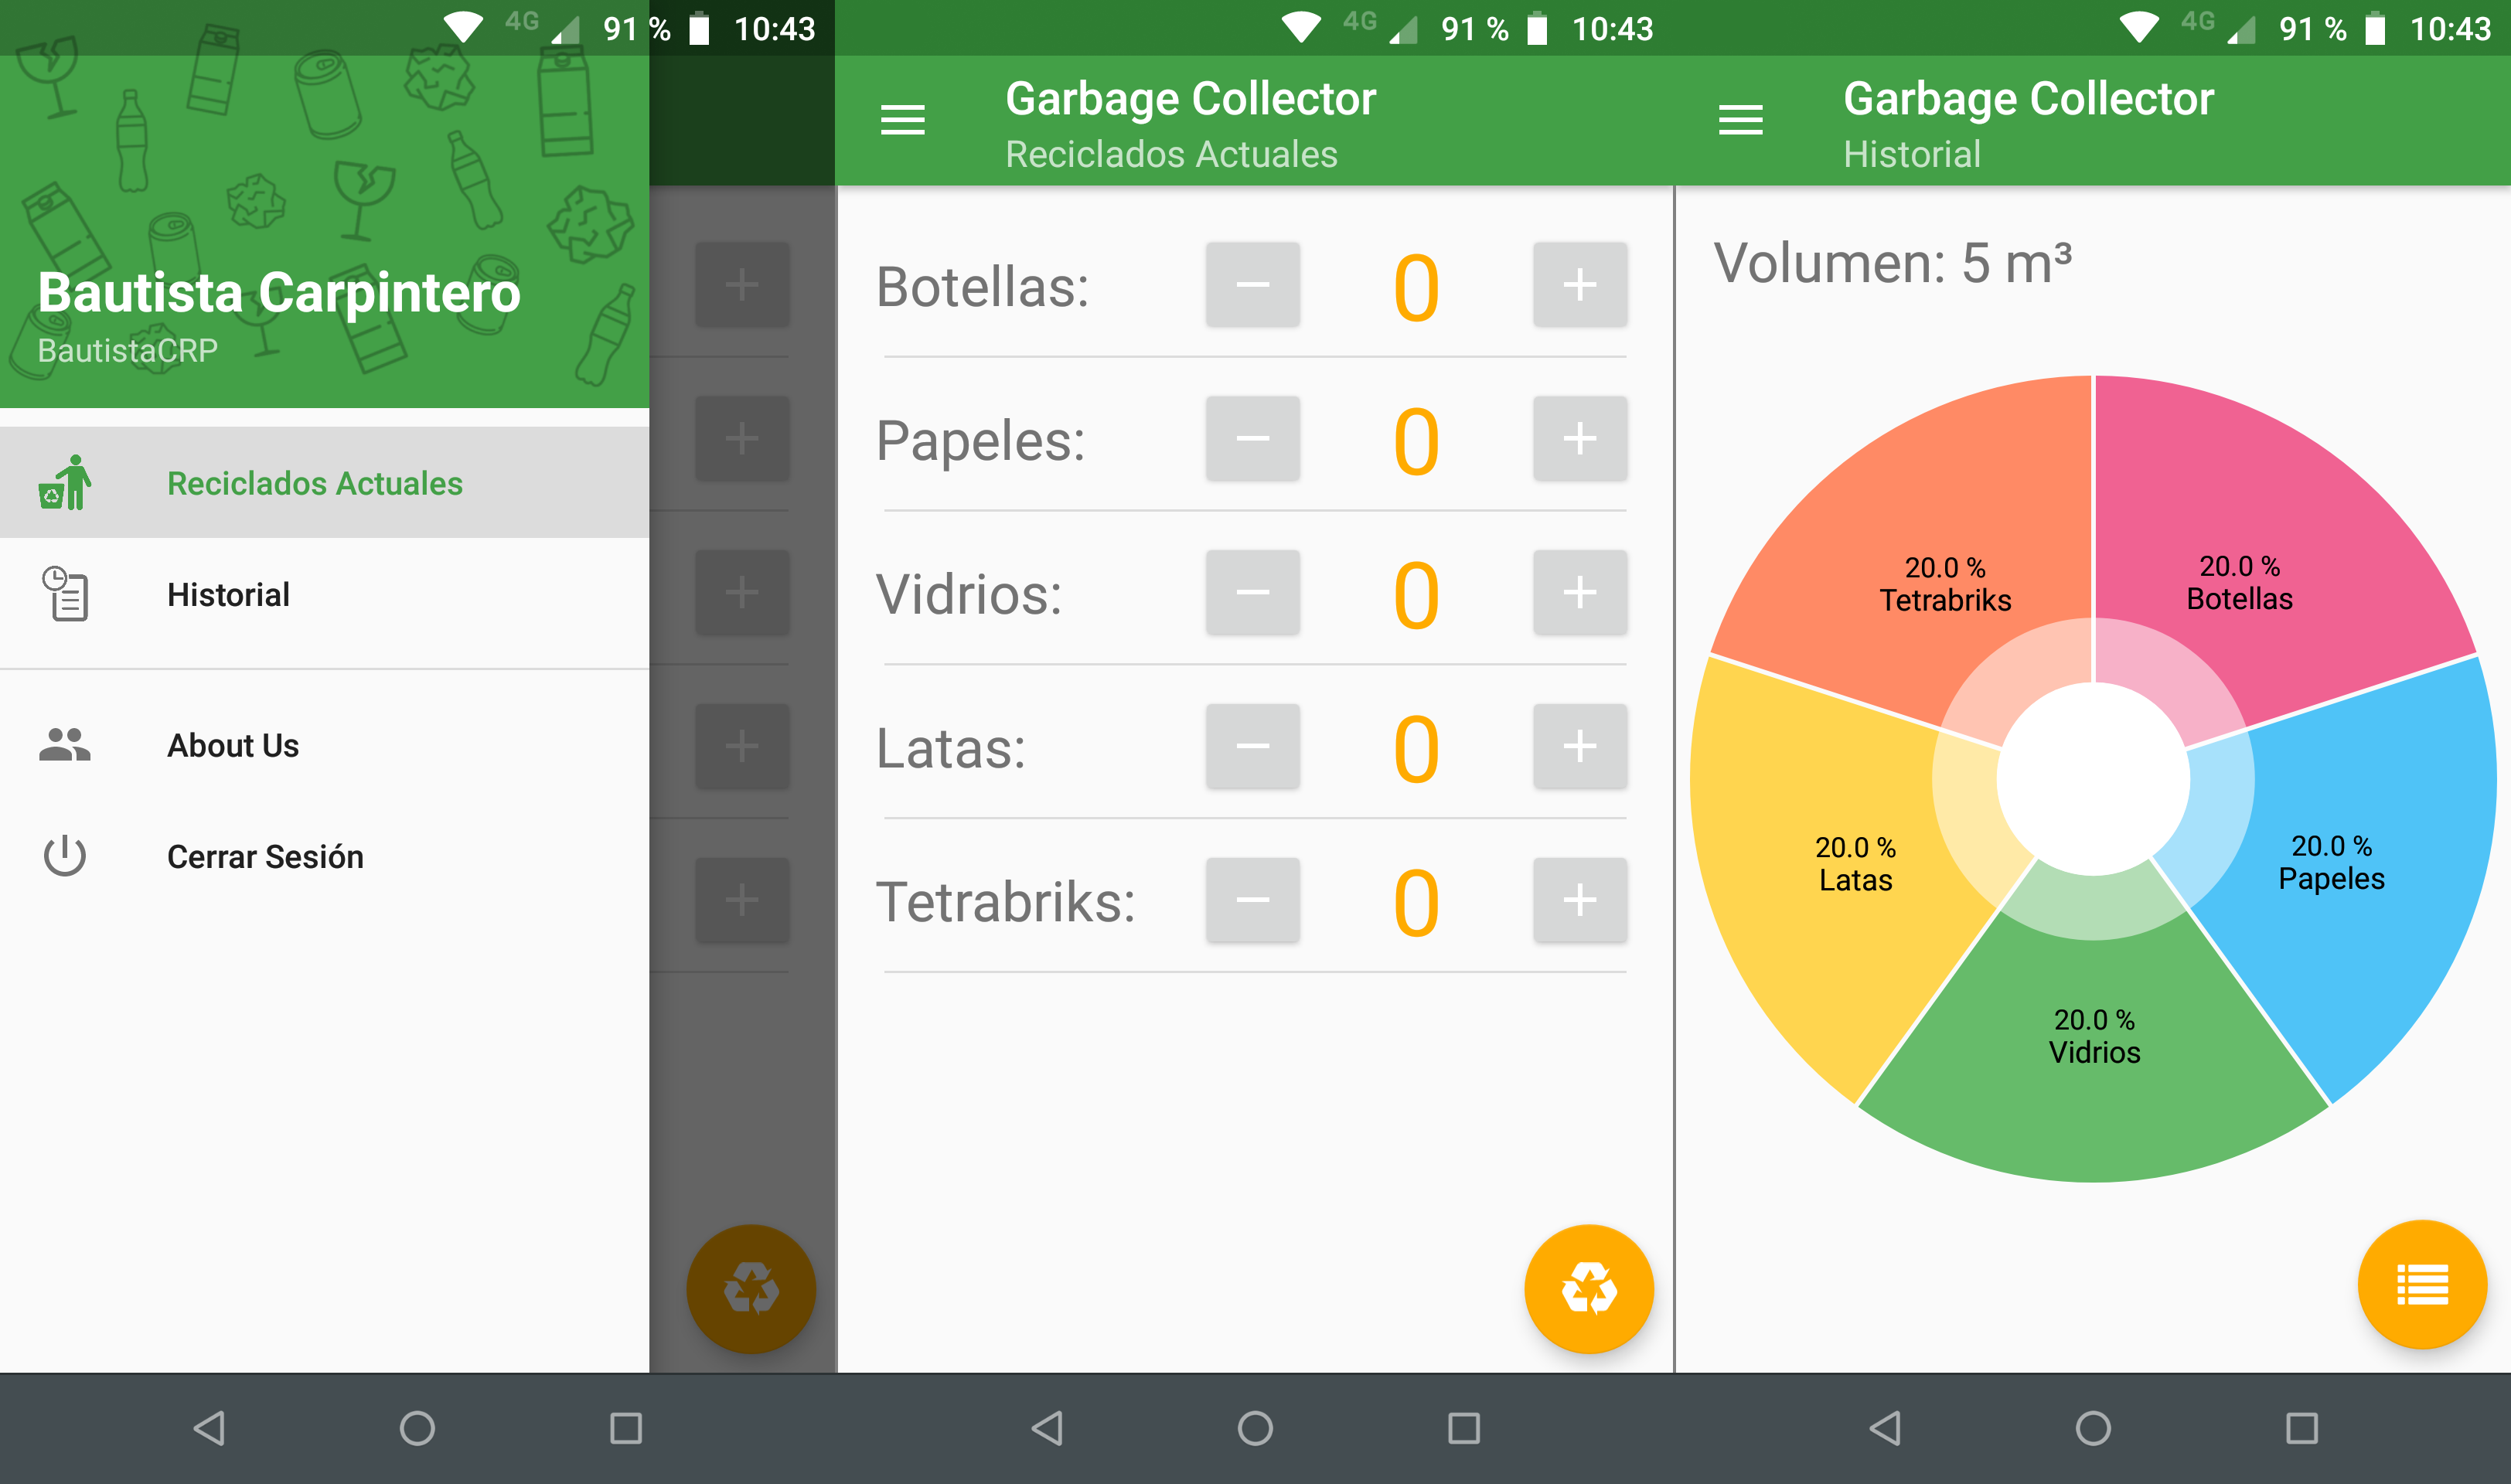 4G 91 % 10:43
Bautista Carpintero
BautistaCRP
Reciclados Actuales
Historial
About Us
Cerrar Sesión
4G 91 % 10:43
Garbage Collector
Reciclados Actuales
Botellas: − 0 +
Papeles: − 0 +
Vidrios: − 0 +
Latas: − 0 +
Tetrabriks: − 0 +
4G 91 % 10:43
Garbage Collector
Historial
Volumen: 5 m³
20.0 %
Tetrabriks
20.0 %
Botellas
20.0 %
Latas
20.0 %
Papeles
20.0 %
Vidrios